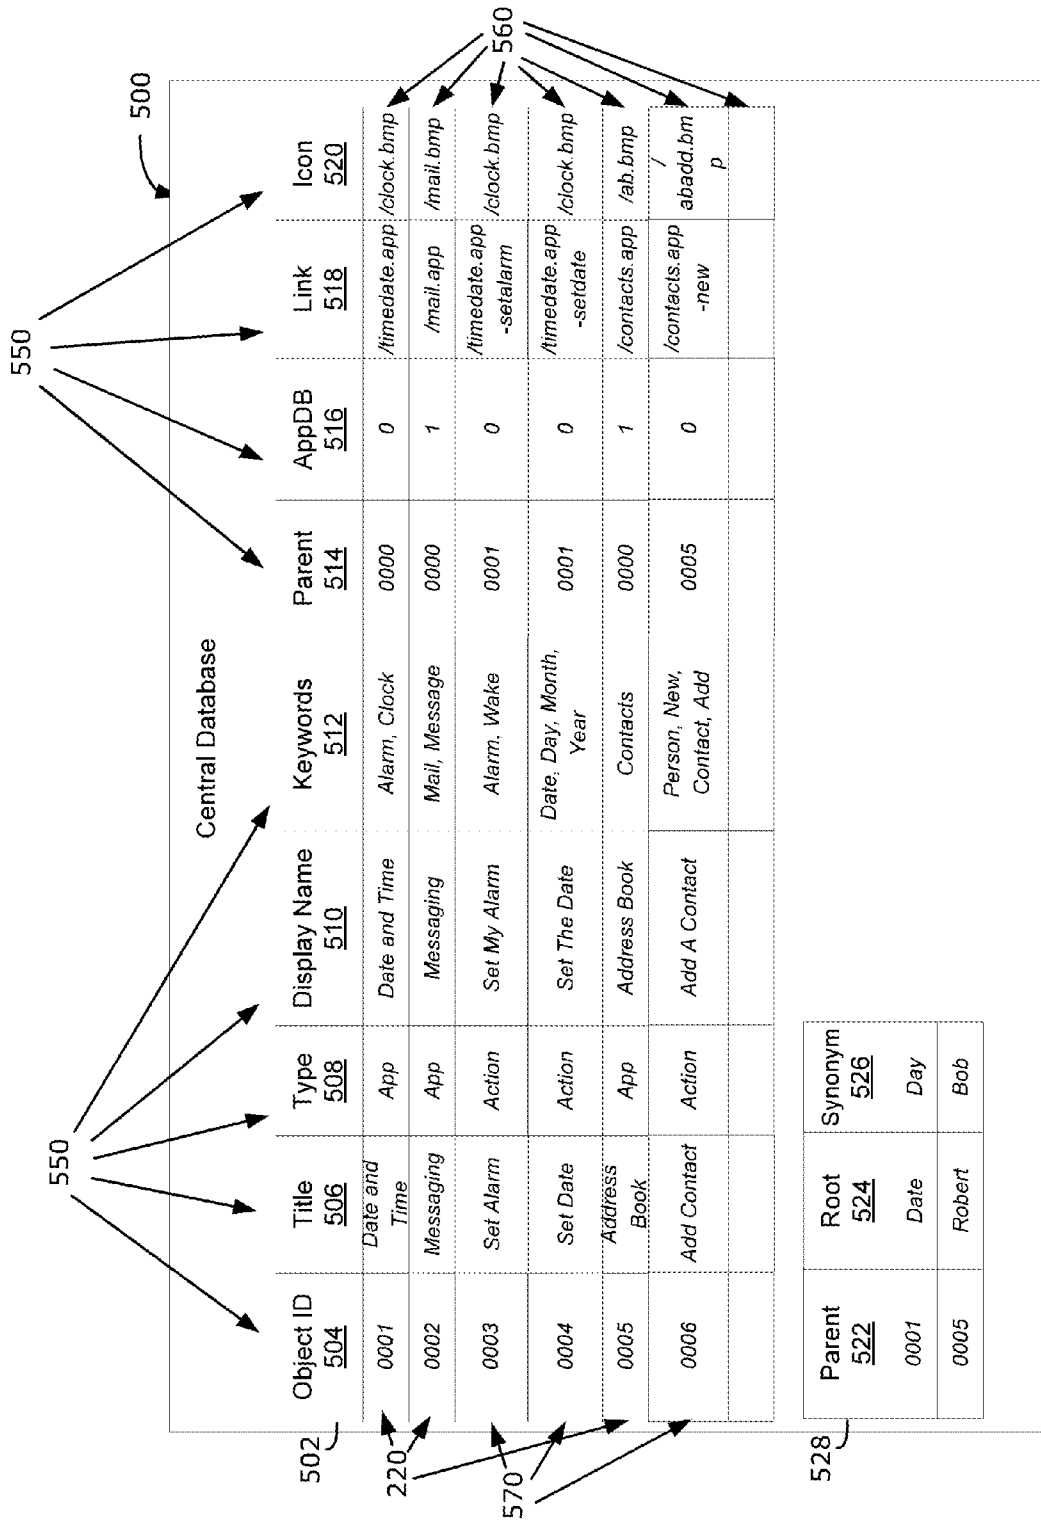 550
550
500
Central Database
560
502
Object ID Title Type Display Name Keywords Parent AppDB Link Icon
504 506 508 510 512 514 516 518 520
0001 Date and Time App Date and Time Alarm, Clock 0000 0 /timedate.app /clock.bmp
0002 Messaging App Messaging Mail, Message 0000 1 /mail.app /mail.bmp
0003 Set Alarm Action Set My Alarm Alarm, Wake 0001 0 /timedate.app -setalarm /clock.bmp
0004 Set Date Action Set The Date Date, Day, Month, Year 0001 0 /timedate.app -setdate /clock.bmp
0005 Address Book App Address Book Contacts 0000 1 /contacts.app /ab.bmp
0006 Action Add Contact Add A Contact Person, New, Contact, Add 0005 0 /contacts.app -new / abadd.bm p
220
570
528
Parent Root Synonym
522 524 526
0001 Date Day
0005 Robert Bob